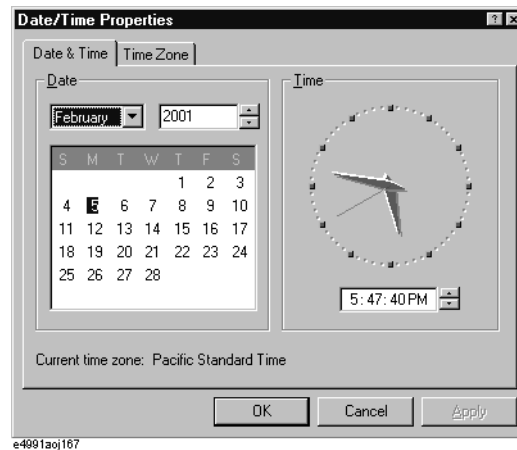 Date/Time Properties
Date & Time Time Zone
Date
Time
February 2001
S M T W T F S
1 2 3
4 5 6 7 8 9 10
11 12 13 14 15 16 17
18 19 20 21 22 23 24
25 26 27 28
5:47:40 PM
Current time zone: Pacific Standard Time
OK Cancel Apply
e4991aoj167